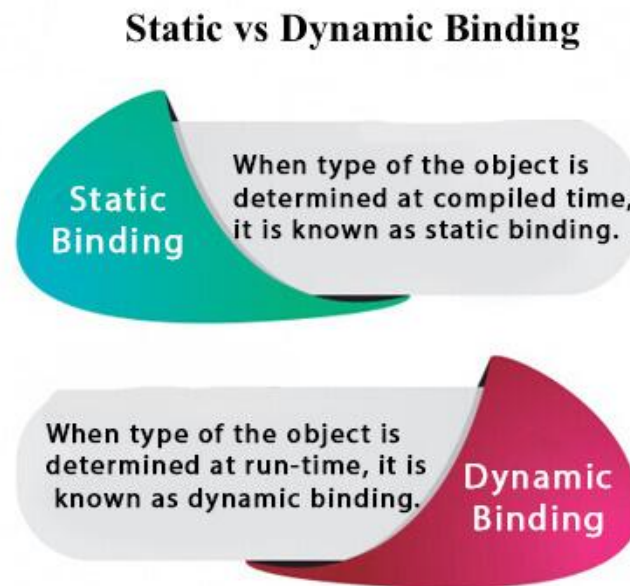 Static vs Dynamic Binding
Static
Binding
When type of the object is
determined at compiled time,
it is known as static binding.
When type of the object is
determined at run-time, it is
known as dynamic binding.
Dynamic
Binding